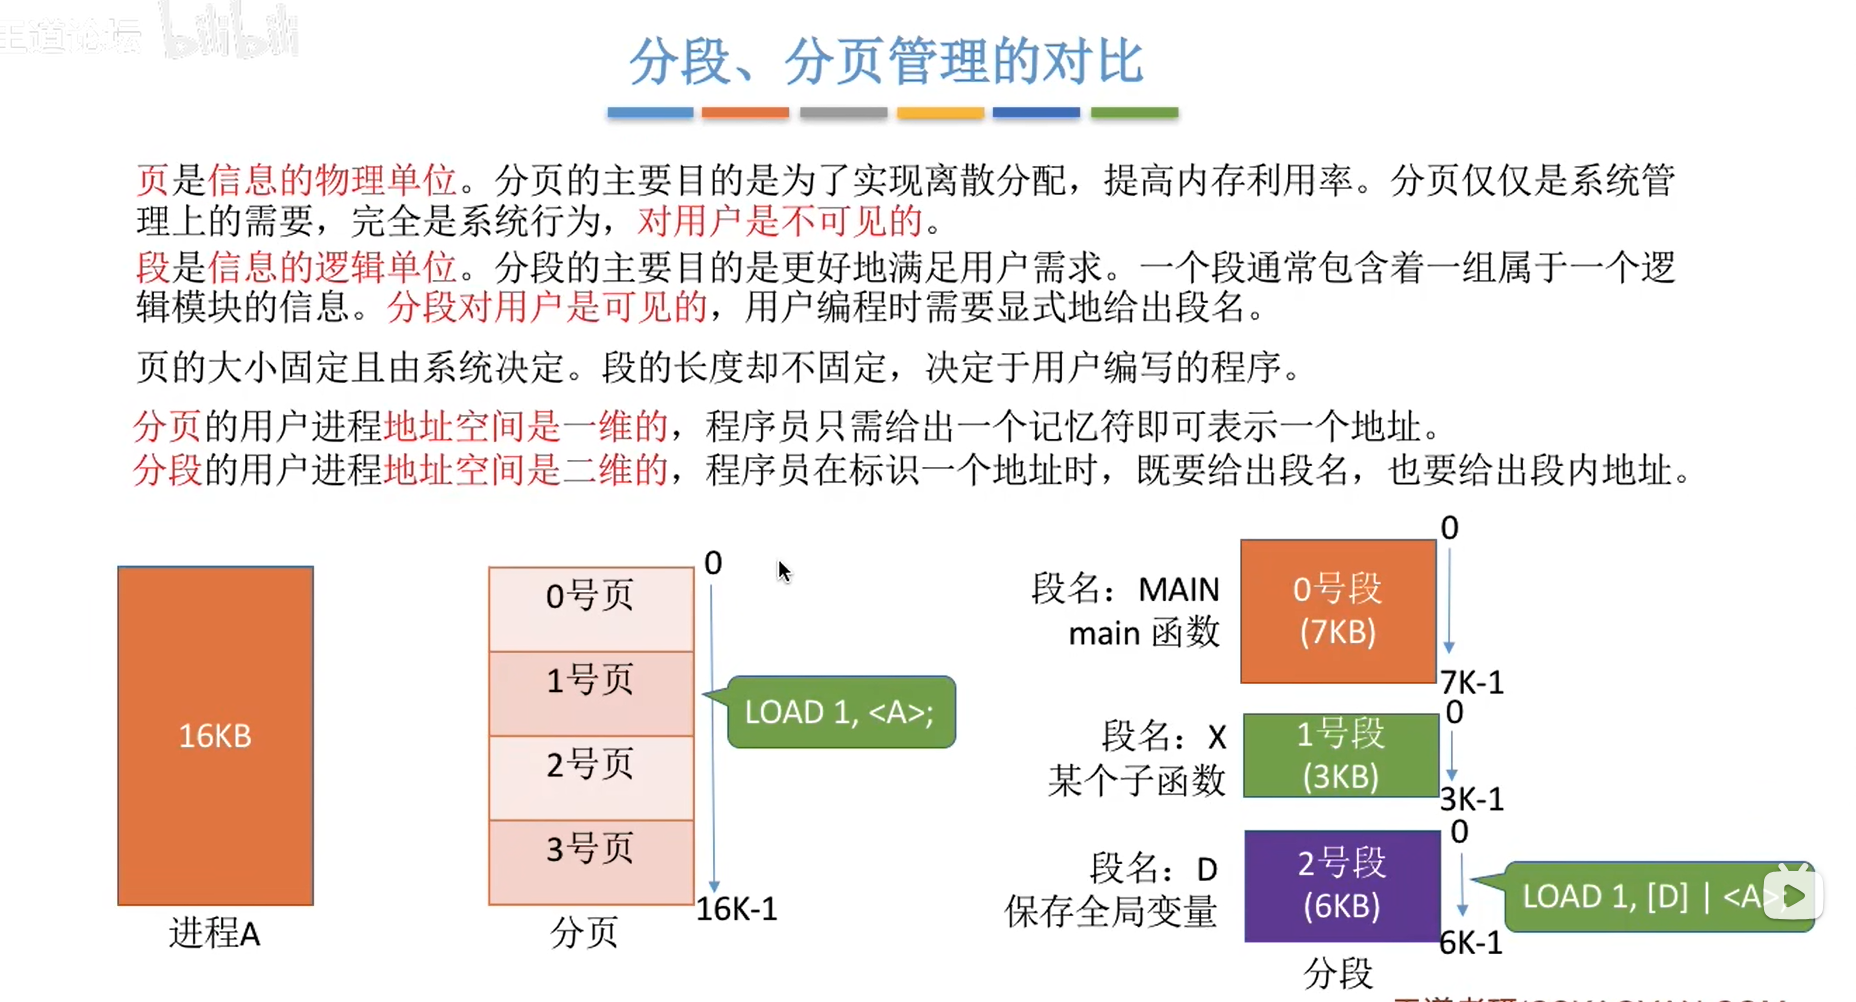 王道论坛 bilibili
分段、分页管理的对比
页是信息的物理单位。分页的主要目的是为了实现离散分配，提高内存利用率。分页仅仅是系统管
理上的需要，完全是系统行为，对用户是不可见的。
段是信息的逻辑单位。分段的主要目的是更好地满足用户需求。一个段通常包含着一组属于一个逻
辑模块的信息。分段对用户是可见的，用户编程时需要显式地给出段名。
页的大小固定且由系统决定。段的长度却不固定，决定于用户编写的程序。
分页的用户进程地址空间是一维的，程序员只需给出一个记忆符即可表示一个地址。
分段的用户进程地址空间是二维的，程序员在标识一个地址时，既要给出段名，也要给出段内地址。
16KB
进程A
0号页
1号页
2号页
3号页
0
16K-1
LOAD 1, <A>;
分页
段名：MAIN
main 函数
0号段
(7KB)
0
7K-1
段名：X
某个子函数
1号段
(3KB)
0
3K-1
段名：D
保存全局变量
2号段
(6KB)
0
6K-1
LOAD 1, [D] | <A>;
分段